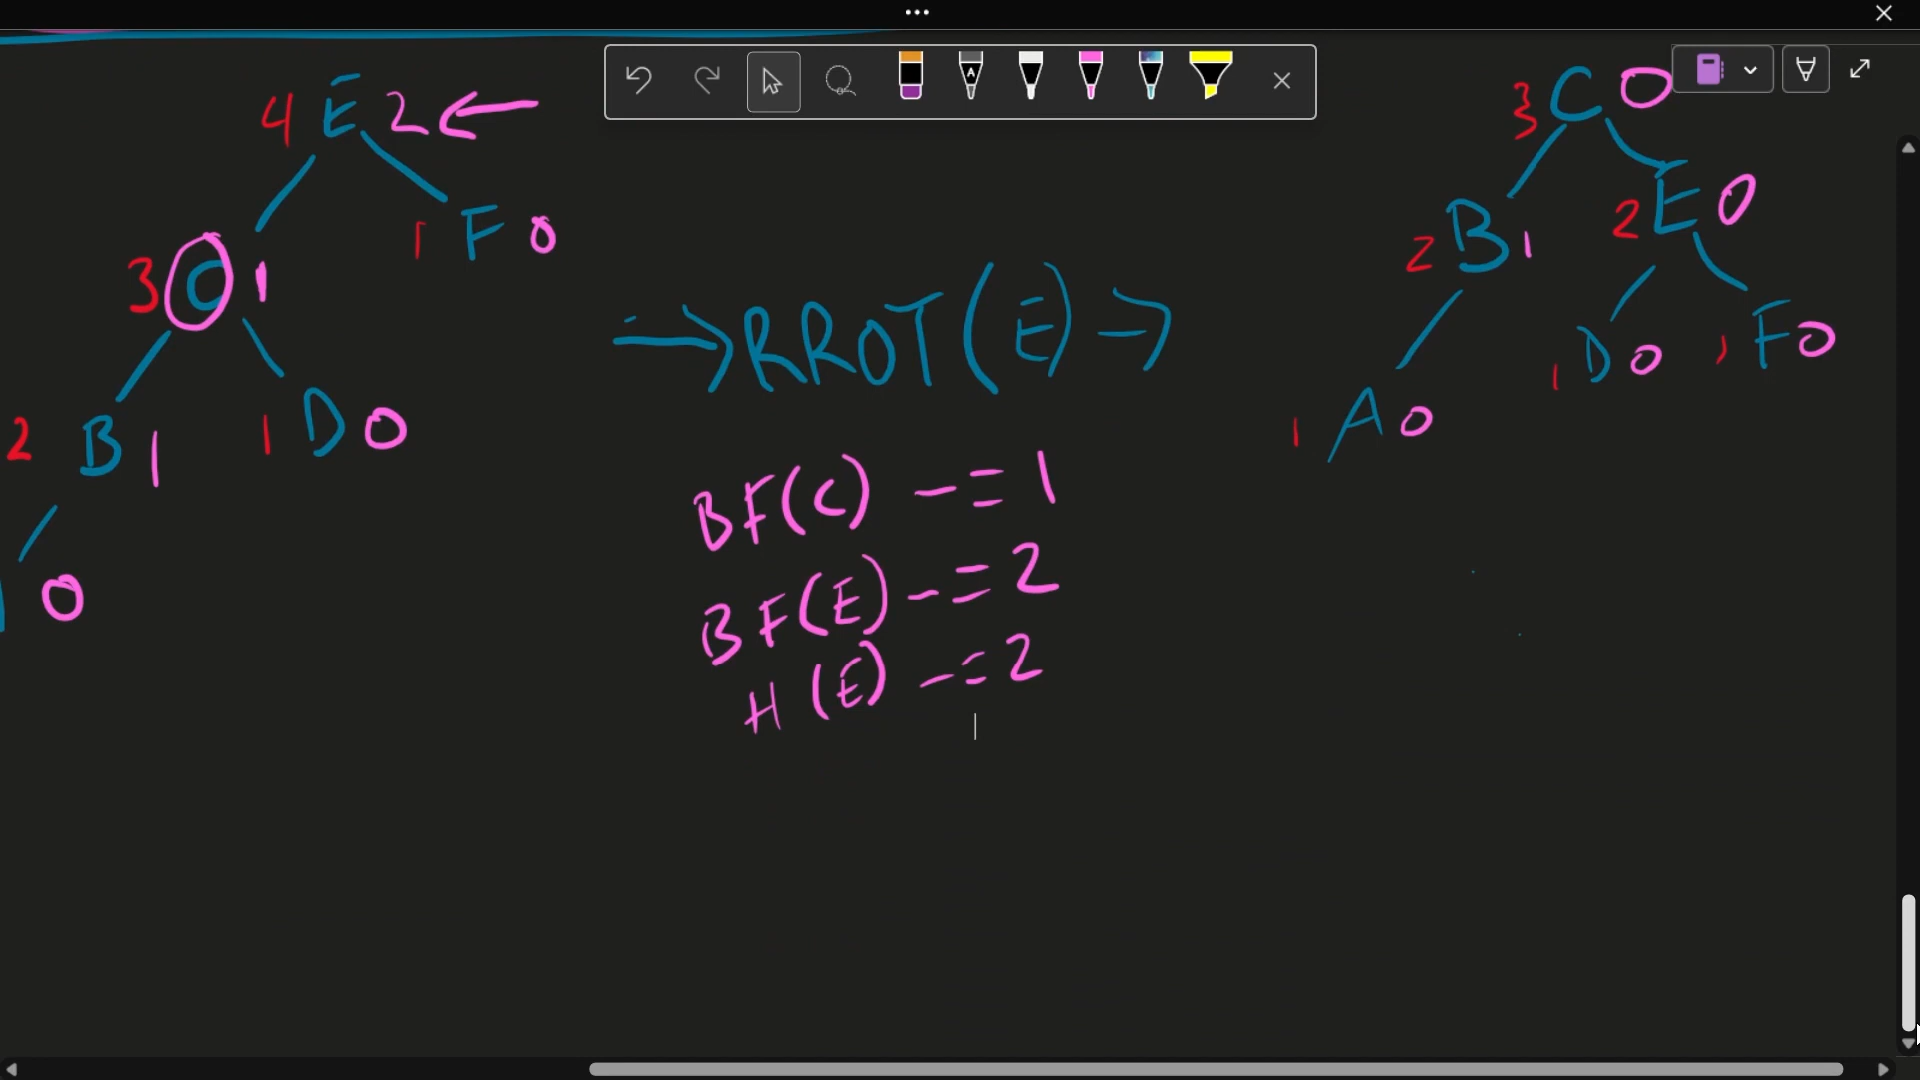 4 E 2 ←
1 F 0
3 C 1
2 B 1
1 D 0
0
→ RROT(E) →
BF(C) -= 1
BF(E) -= 2
H(E) -= 2
3 C 0
2 B 1
2 E 0
1 A 0
1 D 0
1 F 0